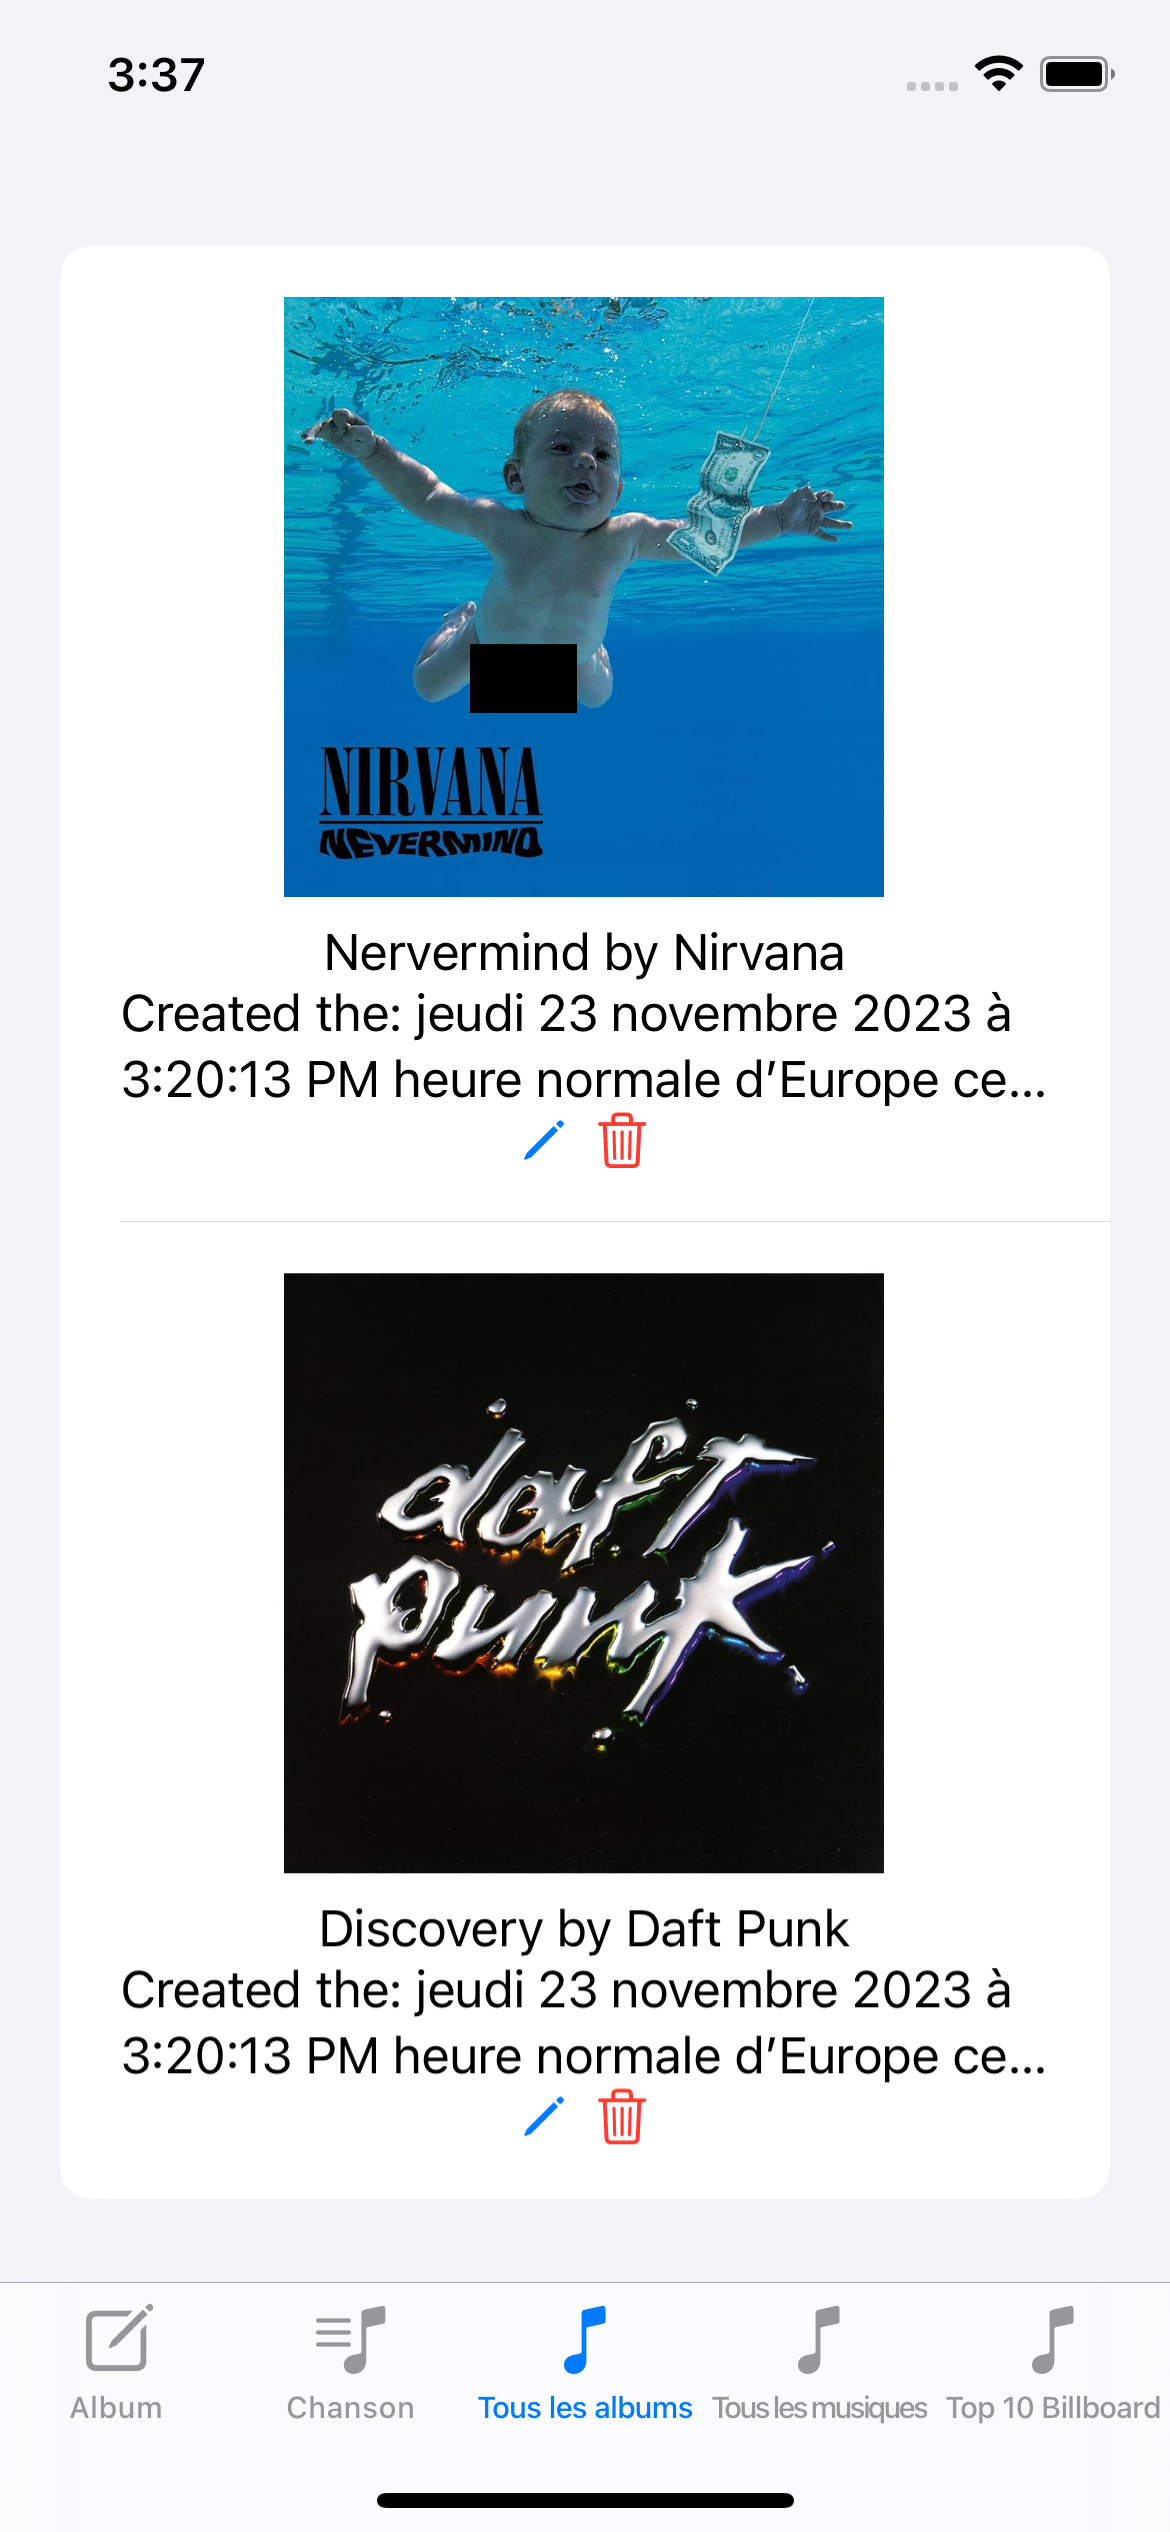 3:37
NIRVANA
NEVERMIND
Nervermind by Nirvana
Created the: jeudi 23 novembre 2023 à
3:20:13 PM heure normale d’Europe ce...
daft
punk
Discovery by Daft Punk
Created the: jeudi 23 novembre 2023 à
3:20:13 PM heure normale d’Europe ce...
Album Chanson Tous les albums Tous les musiques Top 10 Billboard